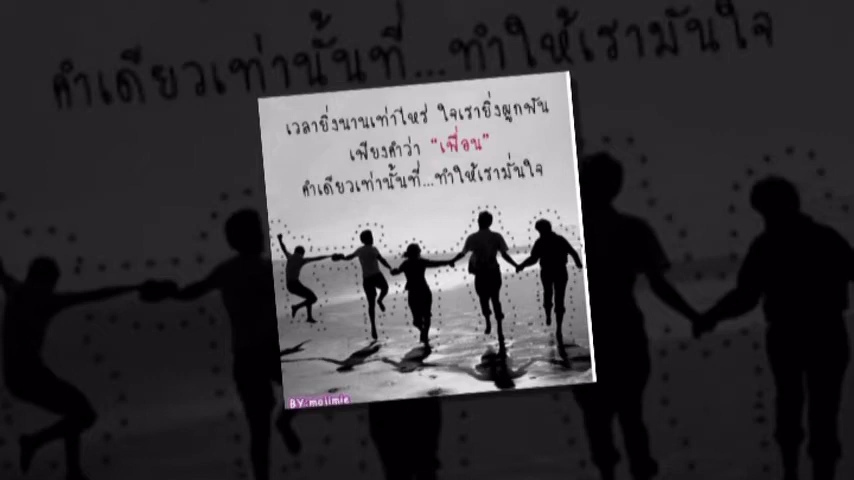 คำเดียวเท่านั้นที่...ทำให้เรามั่นใจ
เวลายิ่งนานเท่าไหร่ ใจเรายิ่งผูกพัน
เพียงคำว่า "เพื่อน"
คำเดียวเท่านั้นที่...ทำให้เรามั่นใจ
BY:moiimie